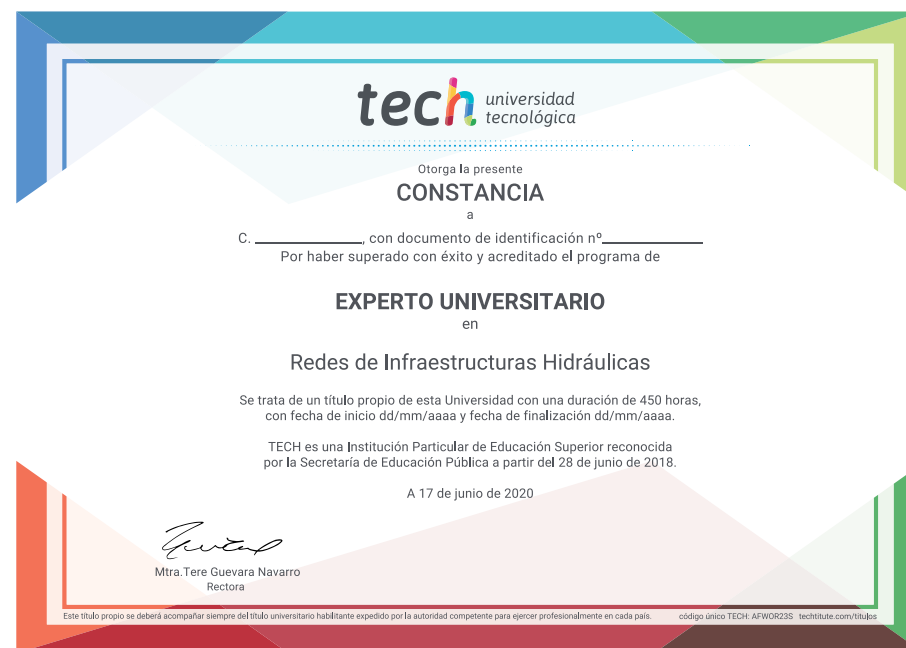 tech universidad
tecnológica
Otorga la presente
CONSTANCIA
a
C. ______________, con documento de identificación nº_____________
Por haber superado con éxito y acreditado el programa de
EXPERTO UNIVERSITARIO
en
Redes de Infraestructuras Hidráulicas
Se trata de un título propio de esta Universidad con una duración de 450 horas,
con fecha de inicio dd/mm/aaaa y fecha de finalización dd/mm/aaaa.
TECH es una Institución Particular de Educación Superior reconocida
por la Secretaría de Educación Pública a partir del 28 de junio de 2018.
A 17 de junio de 2020
Mtra.Tere Guevara Navarro
Rectora
Este título propio se deberá acompañar siempre del título universitario habilitante expedido por la autoridad competente para ejercer profesionalmente en cada país. código único TECH: AFWOR23S techtitute.com/títulos